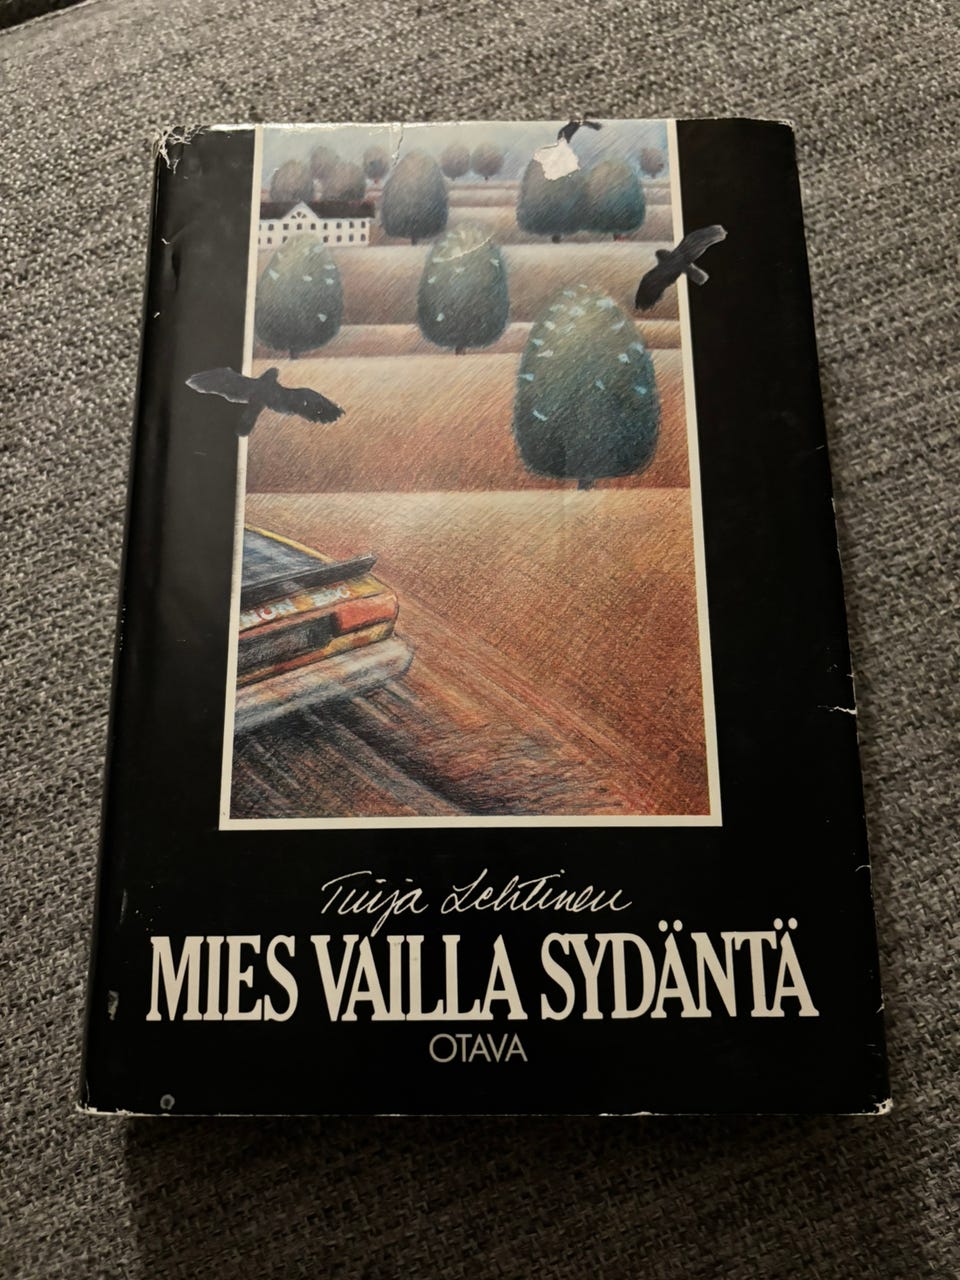 Tuija Lehtinen
MIES VAILLA SYDÄNTÄ
OTAVA